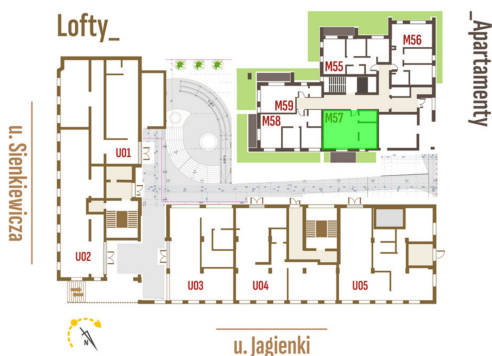 Lofty_
_Apartamenty
M56
M55
M59
M57
M58
U01
u. Sienkiewicza
U02
U03
U04
U05
N
u. Jagienki